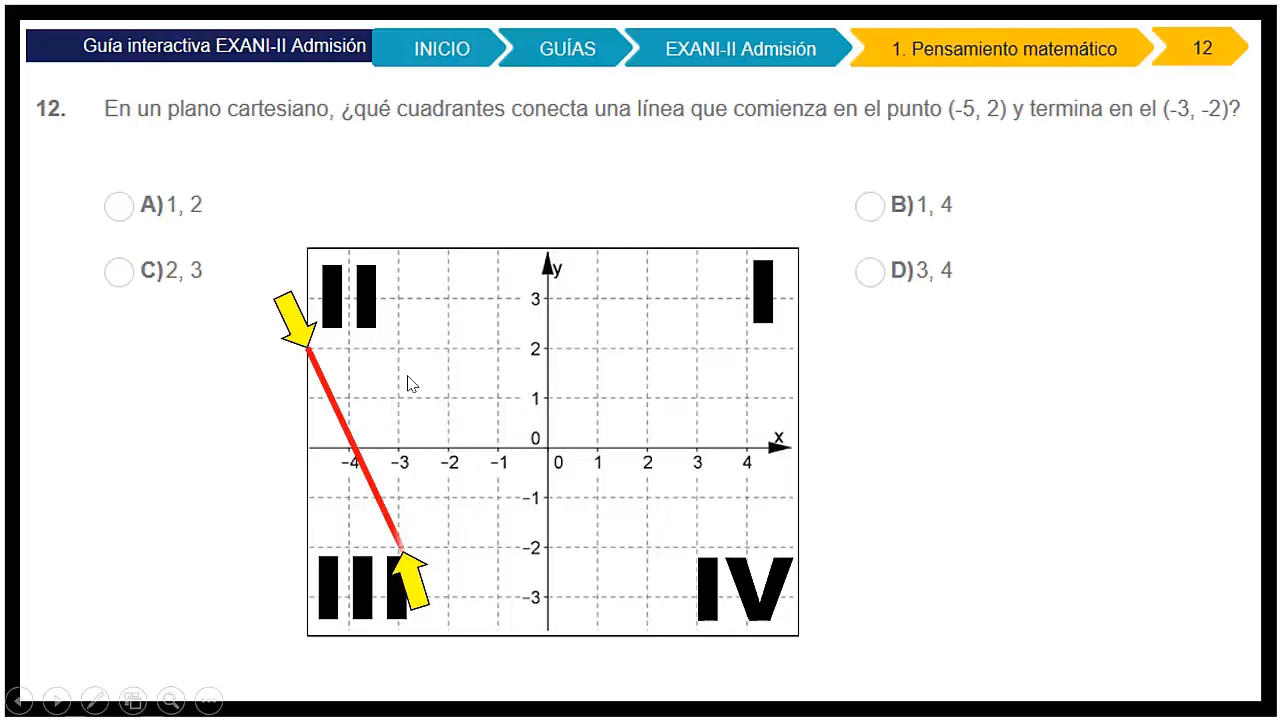 Guía interactiva EXANI-II Admisión
INICIO
GUÍAS
EXANI-II Admisión
1. Pensamiento matemático
12
12. En un plano cartesiano, ¿qué cuadrantes conecta una línea que comienza en el punto (-5, 2) y termina en el (-3, -2)?
A) 1, 2
B) 1, 4
C) 2, 3
D) 3, 4
II
I
y
3
2
1
0
x
−4 −3 −2 −1 0 1 2 3 4
−1
−2
−3
III
IV